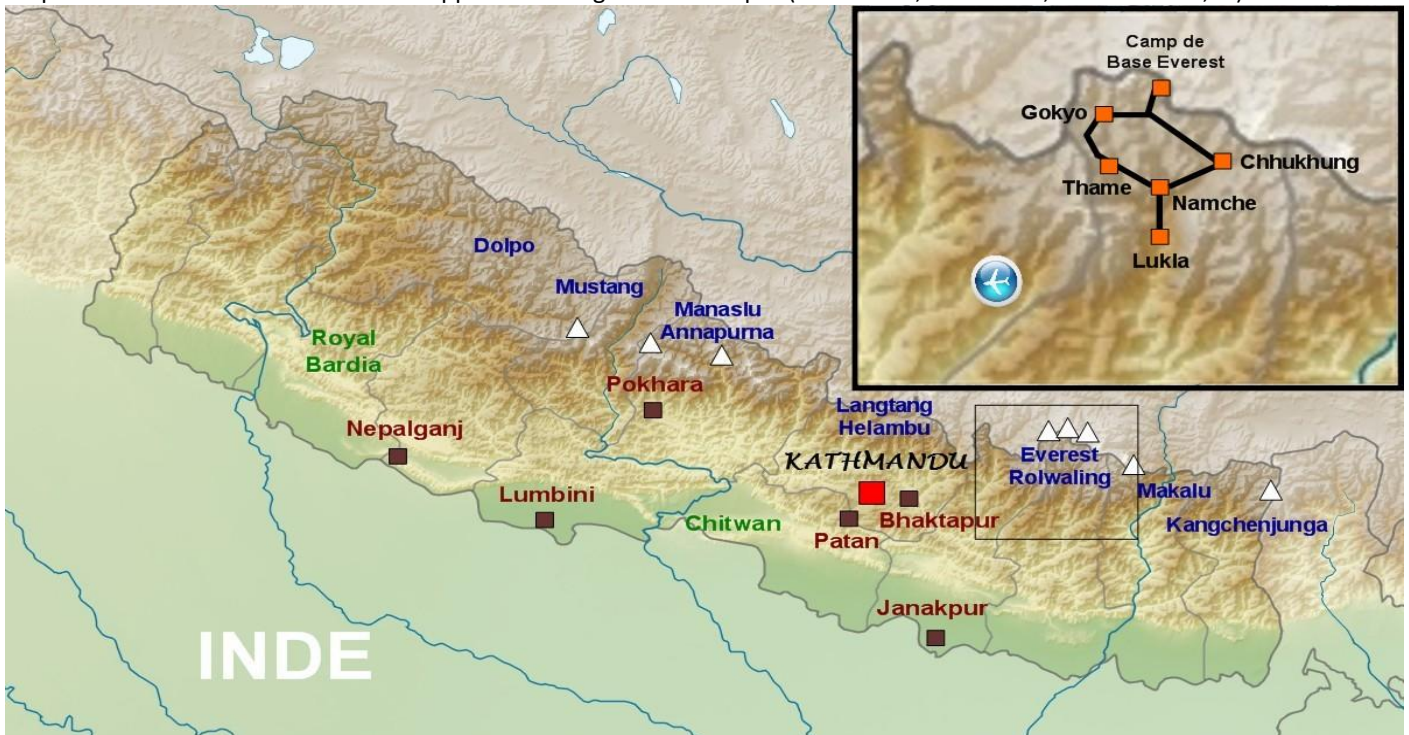 Camp de
Base Everest
Gokyo
Chhukhung
Thame
Namche
Lukla
Dolpo
Mustang
Manaslu
Annapurna
Royal
Bardia
Pokhara
Langtang
Helambu
Nepalganj
KATHMANDU
Everest
Rolwaling
Makalu
Lumbini
Bhaktapur
Kangchenjunga
Chitwan
Patan
Janakpur
INDE